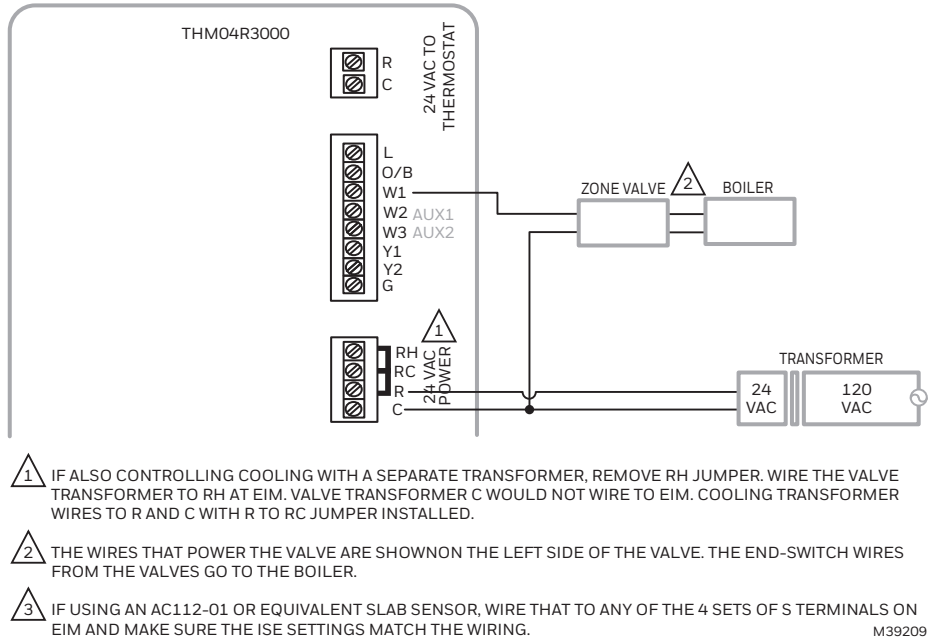 THM04R3000
R
C
24 VAC TO
THERMOSTAT
L
O/B
W1
W2 AUX1
W3 AUX2
Y1
Y2
G
ZONE VALVE
2
BOILER
1
RH
RC
R
C
24 VAC
POWER
TRANSFORMER
24
VAC
120
VAC
1 IF ALSO CONTROLLING COOLING WITH A SEPARATE TRANSFORMER, REMOVE RH JUMPER. WIRE THE VALVE
TRANSFORMER TO RH AT EIM. VALVE TRANSFORMER C WOULD NOT WIRE TO EIM. COOLING TRANSFORMER
WIRES TO R AND C WITH R TO RC JUMPER INSTALLED.
2 THE WIRES THAT POWER THE VALVE ARE SHOWNON THE LEFT SIDE OF THE VALVE. THE END-SWITCH WIRES
FROM THE VALVES GO TO THE BOILER.
3 IF USING AN AC112-01 OR EQUIVALENT SLAB SENSOR, WIRE THAT TO ANY OF THE 4 SETS OF S TERMINALS ON
EIM AND MAKE SURE THE ISE SETTINGS MATCH THE WIRING.
M39209